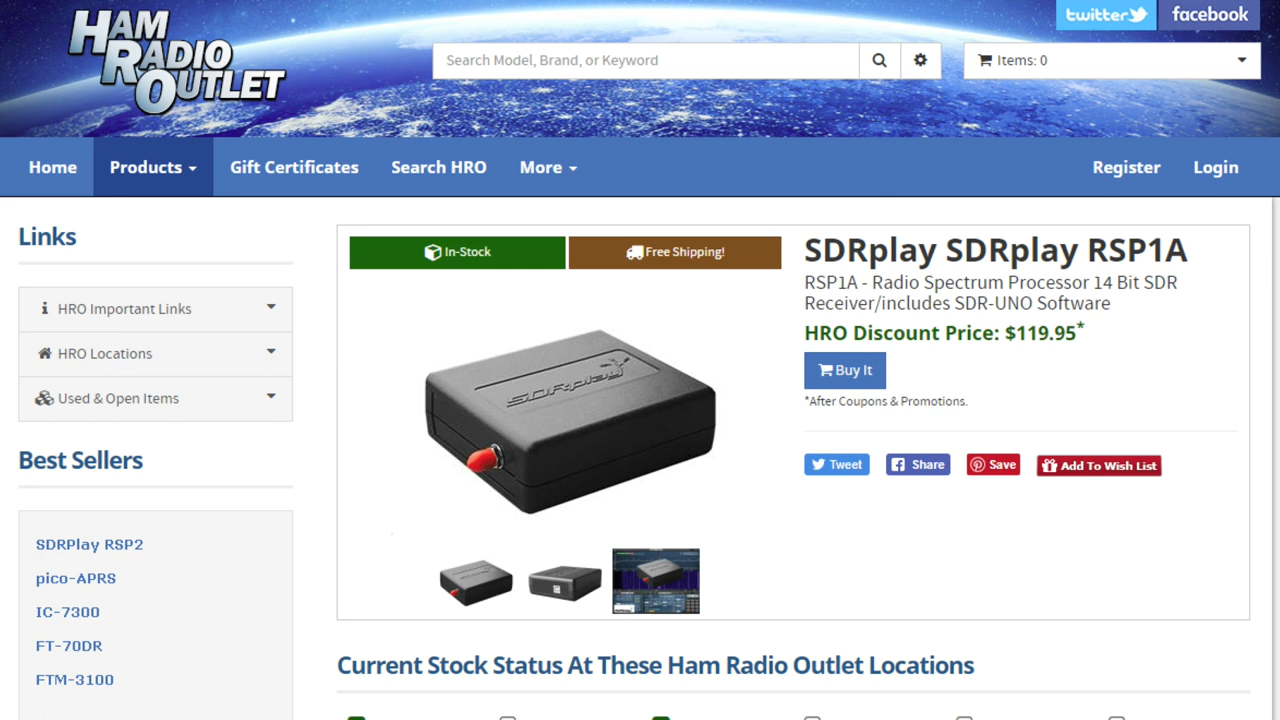 HAM
RADIO
OUTLET
twitter
facebook
Search Model, Brand, or Keyword
Items: 0
Home
Products
Gift Certificates
Search HRO
More
Register
Login
Links
HRO Important Links
HRO Locations
Used & Open Items
Best Sellers
SDRPlay RSP2
pico-APRS
IC-7300
FT-70DR
FTM-3100
In-Stock
Free Shipping!
SDRplay
SDRplay SDRplay RSP1A
RSP1A - Radio Spectrum Processor 14 Bit SDR
Receiver/includes SDR-UNO Software
HRO Discount Price: $119.95*
Buy It
*After Coupons & Promotions.
Tweet
Share
Save
Add To Wish List
Current Stock Status At These Ham Radio Outlet Locations